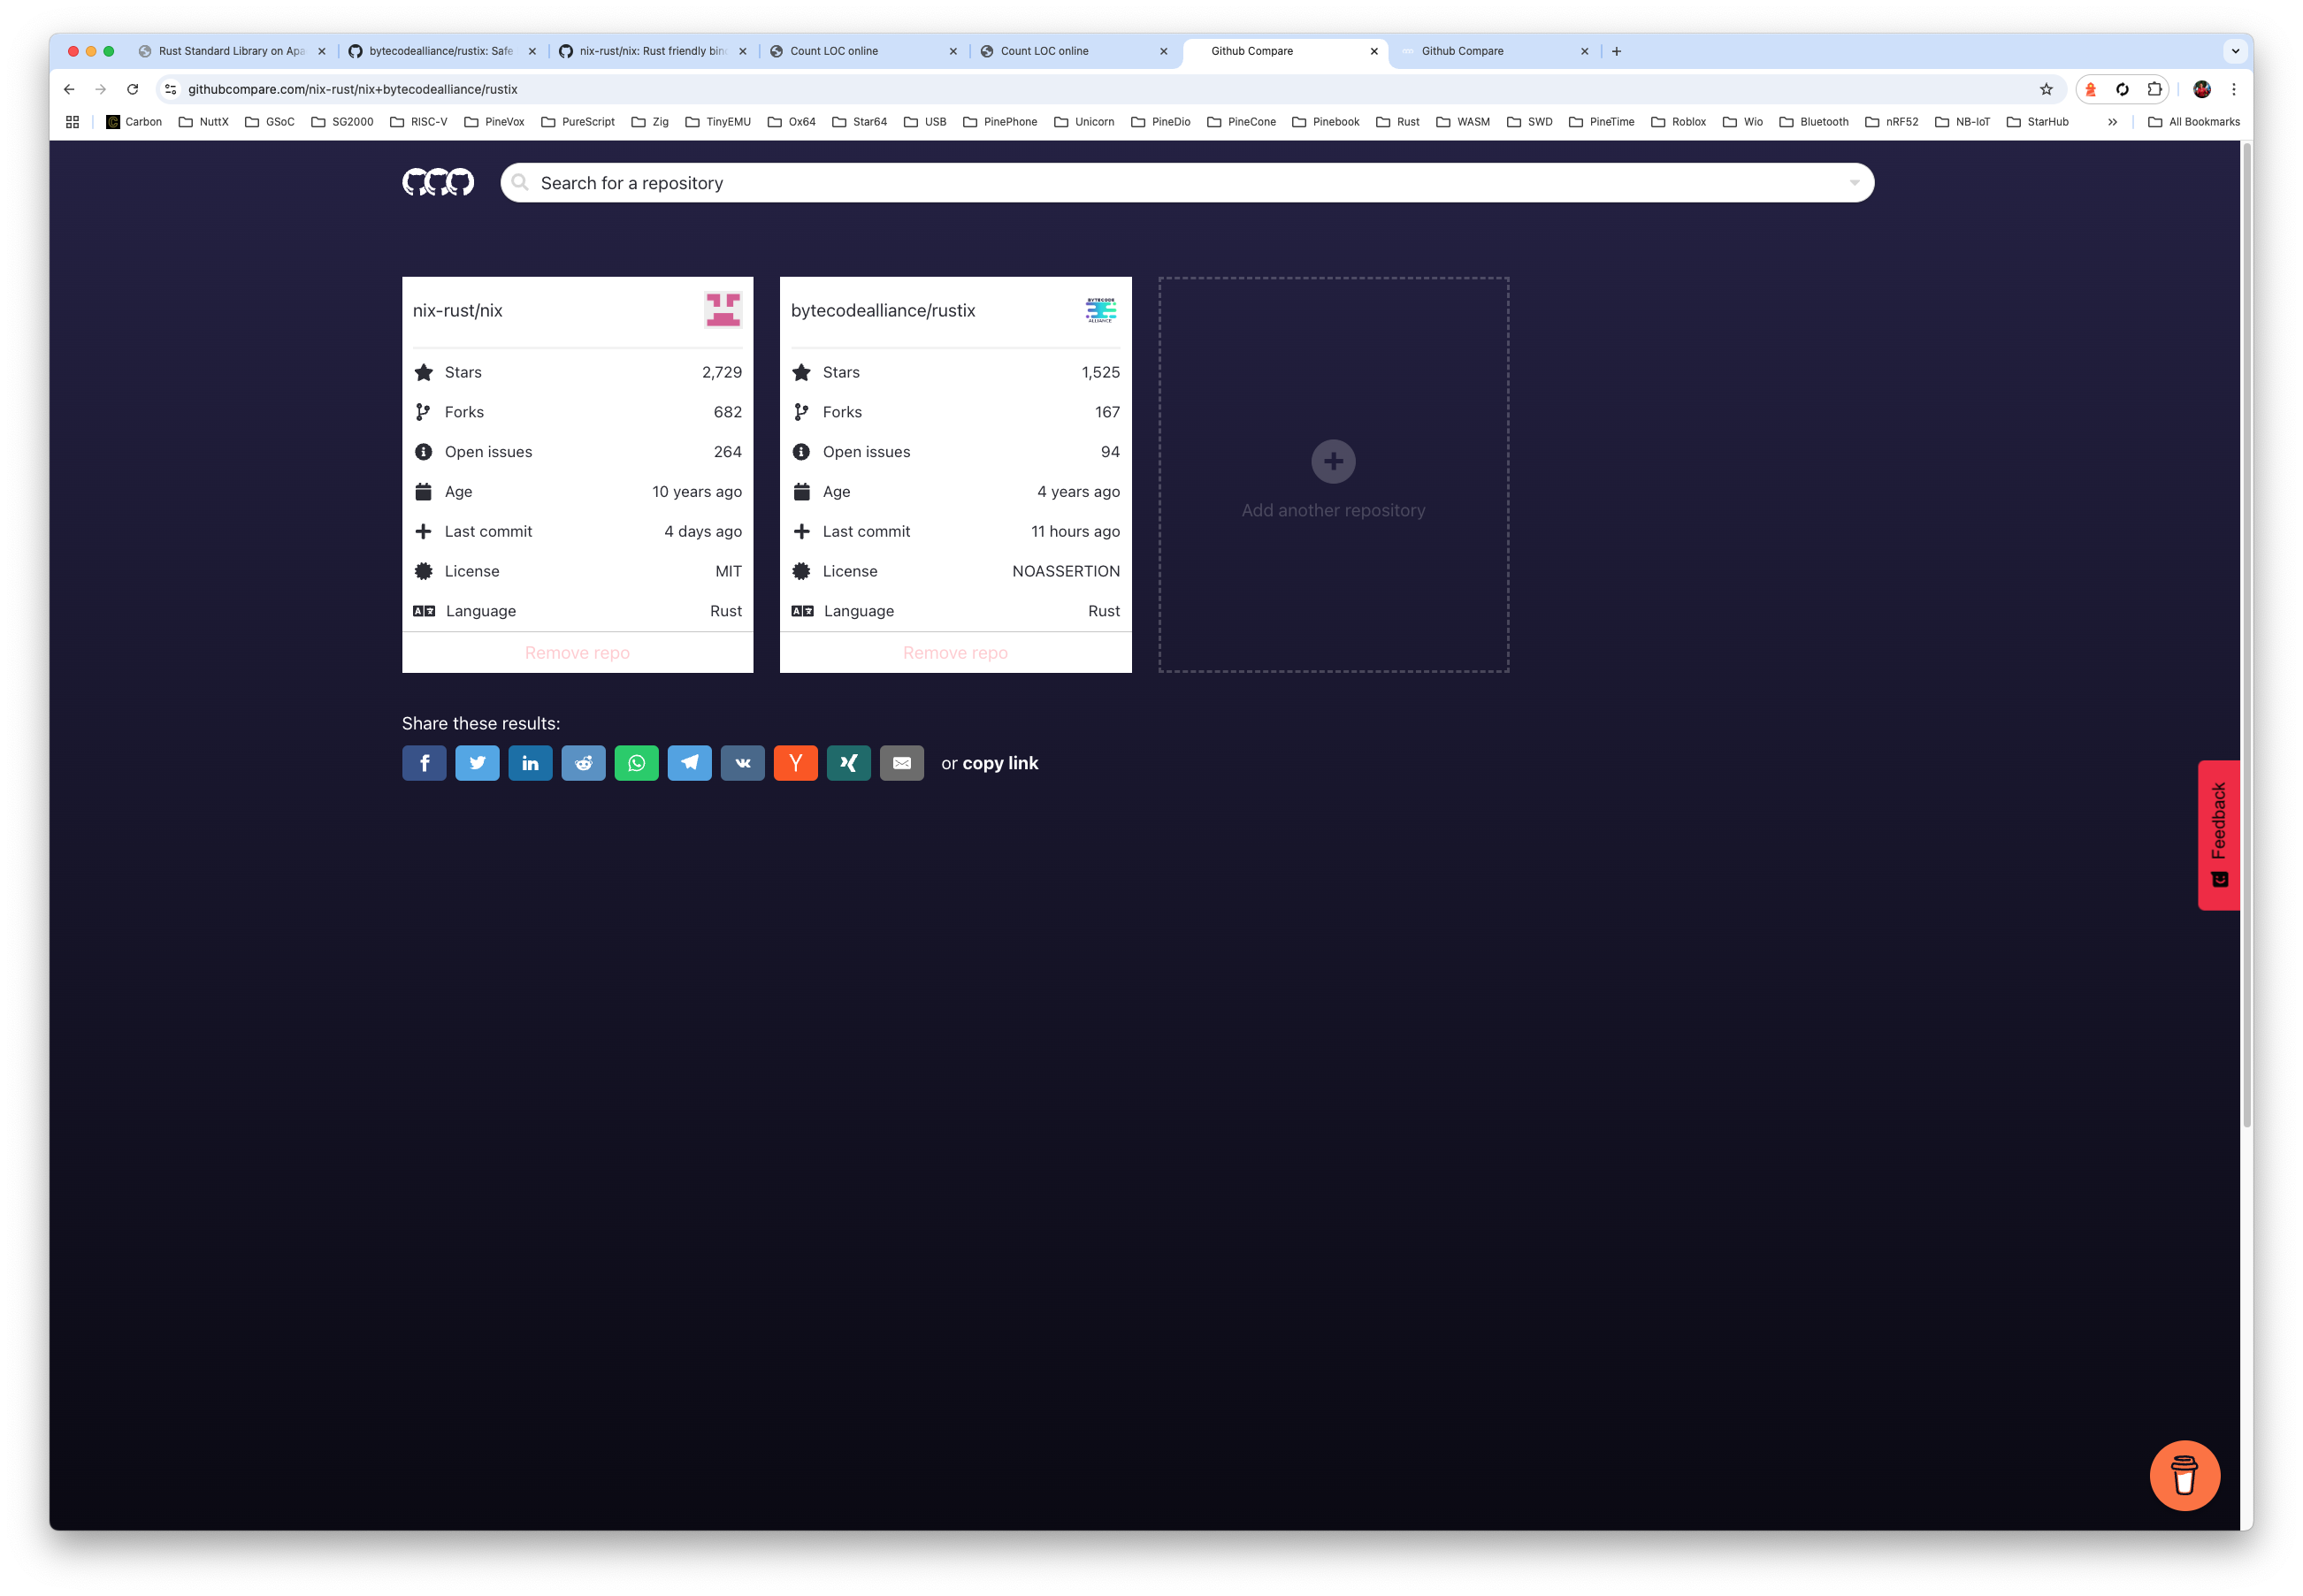 Rust Standard Library on Apa
bytecodealliance/rustix: Safe
nix-rust/nix: Rust friendly bind
Count LOC online
Count LOC online
Github Compare
Github Compare
githubcompare.com/nix-rust/nix+bytecodealliance/rustix
Carbon NuttX GSoC SG2000 RISC-V PineVox PureScript Zig TinyEMU Ox64 Star64 USB PinePhone Unicorn PineDio PineCone Pinebook Rust WASM SWD PineTime Roblox Wio Bluetooth nRF52 NB-IoT StarHub All Bookmarks
Search for a repository
nix-rust/nix
Stars 2,729
Forks 682
Open issues 264
Age 10 years ago
Last commit 4 days ago
License MIT
Language Rust
Remove repo
bytecodealliance/rustix
BYTECODE
ALLIANCE
Stars 1,525
Forks 167
Open issues 94
Age 4 years ago
Last commit 11 hours ago
License NOASSERTION
Language Rust
Remove repo
Add another repository
Share these results:
or copy link
Feedback